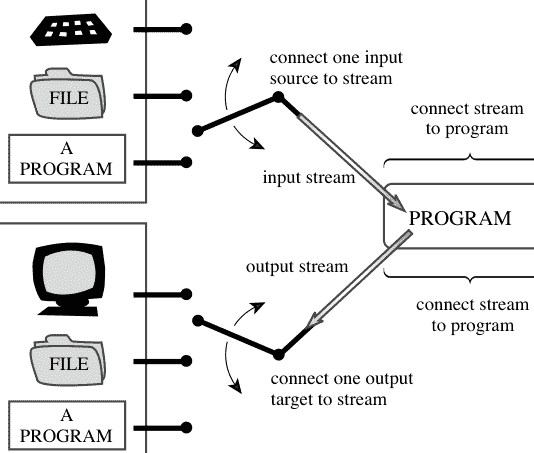 connect one input
source to stream
FILE
connect stream
to program
A
PROGRAM
input stream
PROGRAM
output stream
connect stream
to program
FILE
connect one output
target to stream
A
PROGRAM